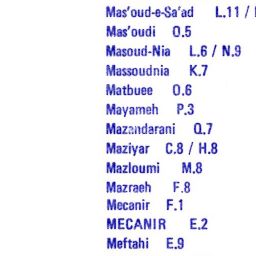 Mas'oud-e-Sa'ad L.11 /
Mas'oudi O.5
Masoud-Nia L.6 / N.9
Massoudnia K.7
Matbuee O.6
Mayameh P.3
Mazandarani Q.7
Maziyar C.8 / H.8
Mazloumi M.8
Mazraeh F.8
Mecanir F.1
MECANIR E.2
Meftahi E.9